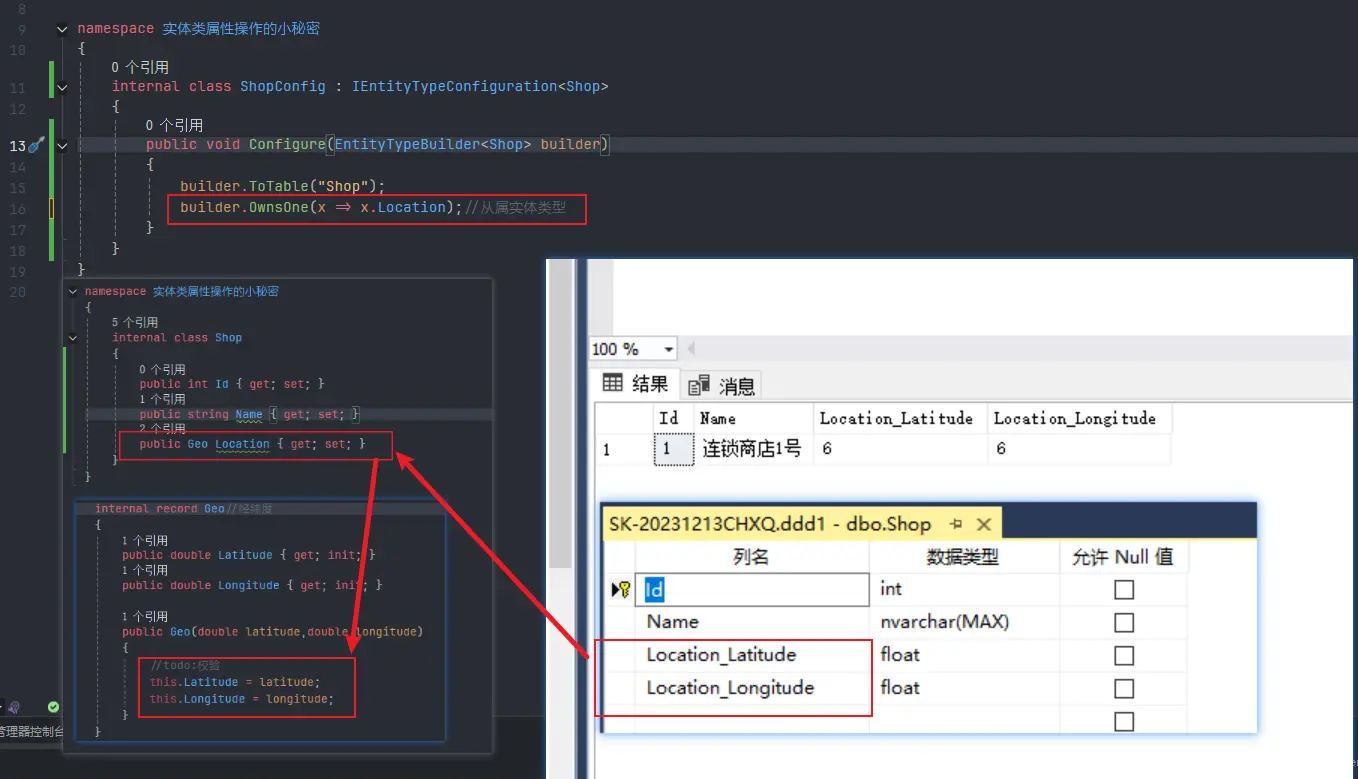 8
9 namespace 实体类属性操作的小秘密
10 {
0 个引用
11 internal class ShopConfig : IEntityTypeConfiguration<Shop>
12 {
0 个引用
13 public void Configure(EntityTypeBuilder<Shop> builder)
14 {
15 builder.ToTable("Shop");
16 builder.OwnsOne(x => x.Location);//从属实体类型
17 }
18 }
19 }
20
namespace 实体类属性操作的小秘密
{
5 个引用
internal class Shop
{
0 个引用
public int Id { get; set; }
1 个引用
public string Name { get; set; }
2 个引用
public Geo Location { get; set; }
}
}
internal record Geo//经纬度
{
1 个引用
public double Latitude { get; init; }
1 个引用
public double Longitude { get; init; }
1 个引用
public Geo(double latitude,double longitude)
{
//todo:校验
this.Latitude = latitude;
this.Longitude = longitude;
}
}
管理器控制台
100 %
结果 消息
Id Name Location_Latitude Location_Longitude
1 1 连锁商店1号 6 6
SK-20231213CHXQ.ddd1 - dbo.Shop
列名 数据类型 允许 Null 值
Id int
Name nvarchar(MAX)
Location_Latitude float
Location_Longitude float